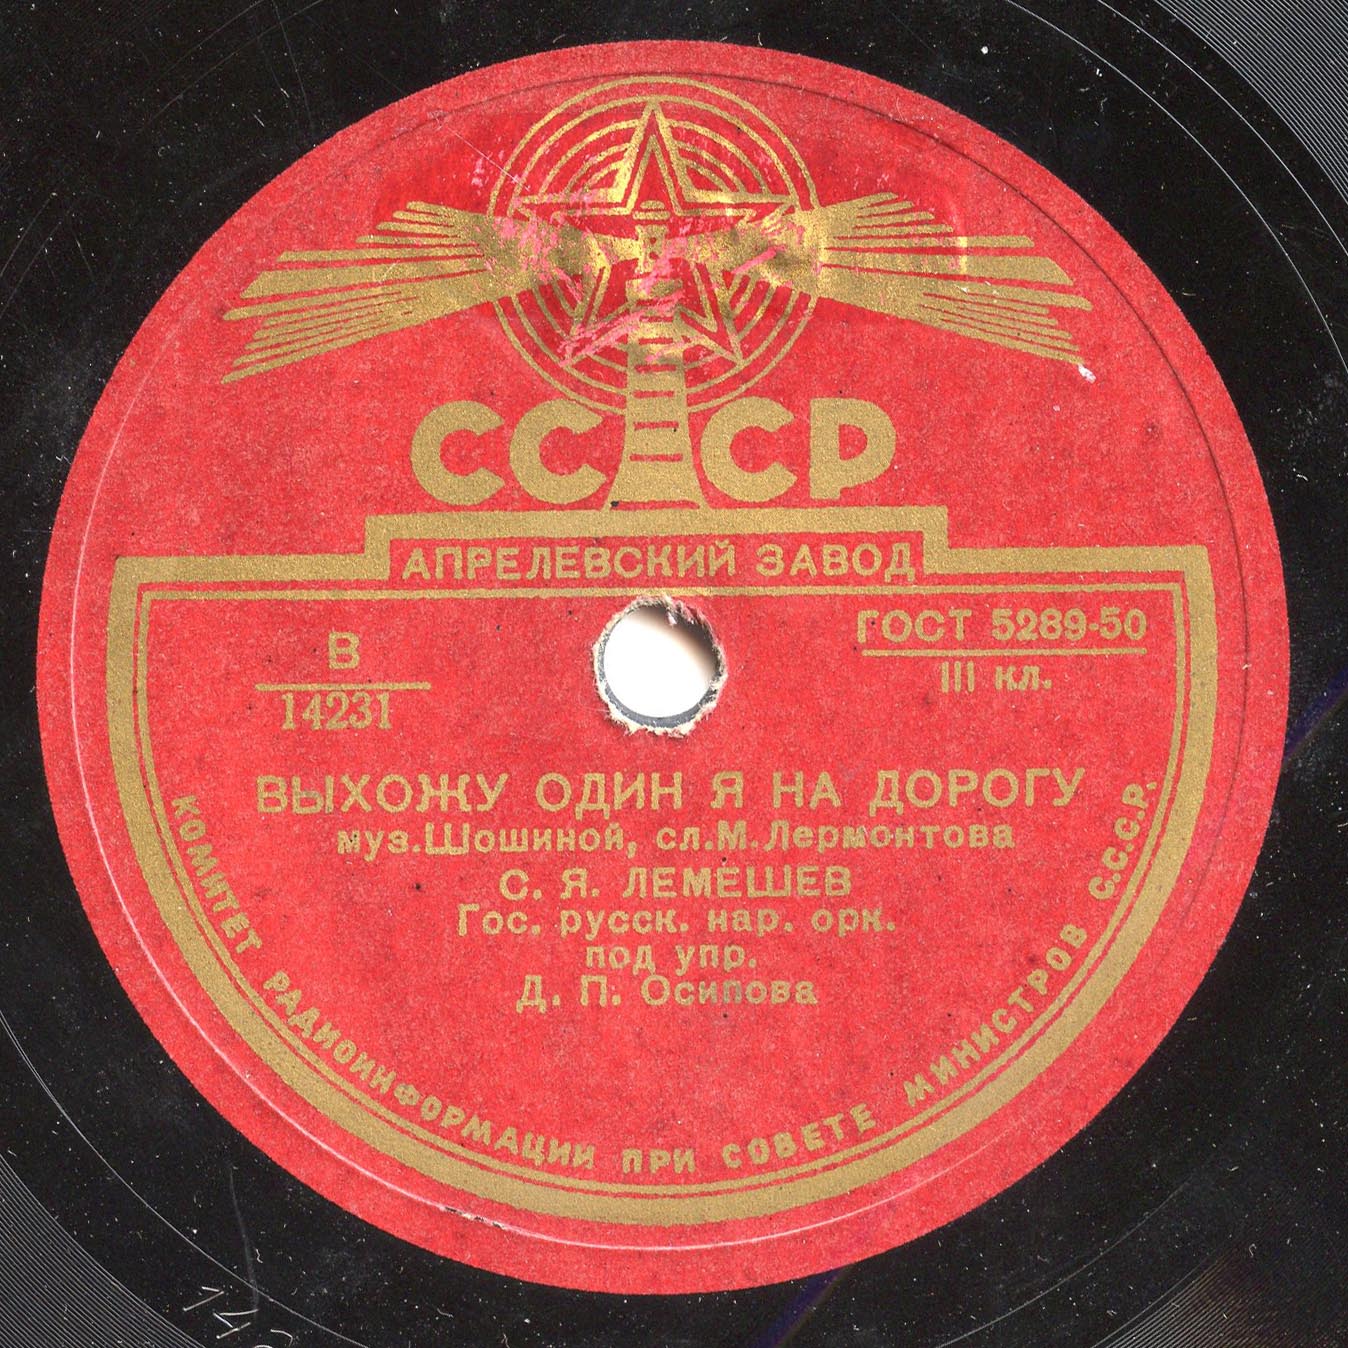 СССР
АПРЕЛЕВСКИЙ ЗАВОД
В
14231
ГОСТ 5289-50
III кл.
ВЫХОЖУ ОДИН Я НА ДОРОГУ
муз.Шошиной, сл.М.Лермонтова
С. Я. ЛЕМЕШЕВ
Гос. русск. нар. орк.
под упр.
Д. П. Осипова
КОМИТЕТ РАДИОИНФОРМАЦИИ ПРИ СОВЕТЕ МИНИСТРОВ С.С.С.Р.